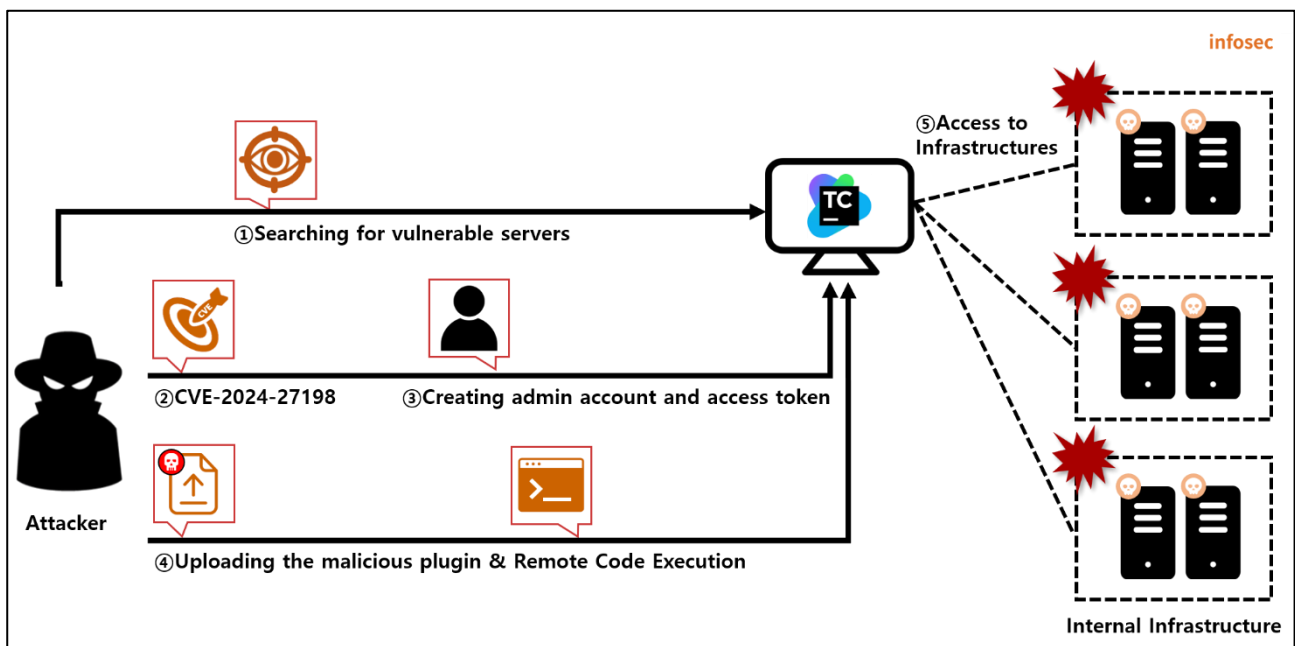 infosec
⑤Access to
Infrastructures
TC
①Searching for vulnerable servers
CVE
②CVE-2024-27198
③Creating admin account and access token
④Uploading the malicious plugin & Remote Code Execution
Attacker
Internal Infrastructure